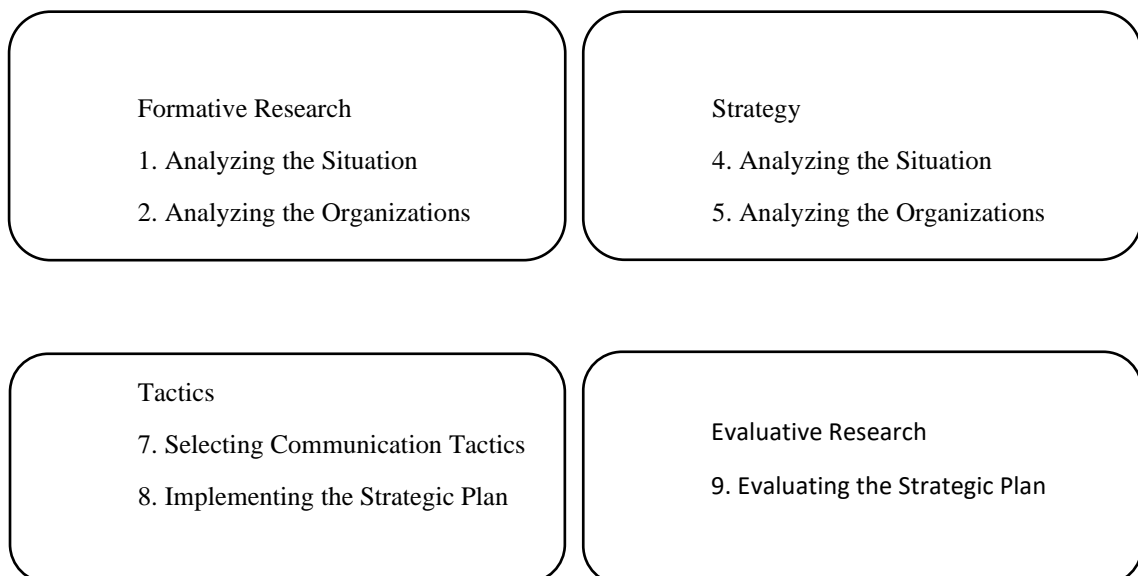 Formative Research
1. Analyzing the Situation
2. Analyzing the Organizations
Strategy
4. Analyzing the Situation
5. Analyzing the Organizations
Tactics
7. Selecting Communication Tactics
8. Implementing the Strategic Plan
Evaluative Research
9. Evaluating the Strategic Plan